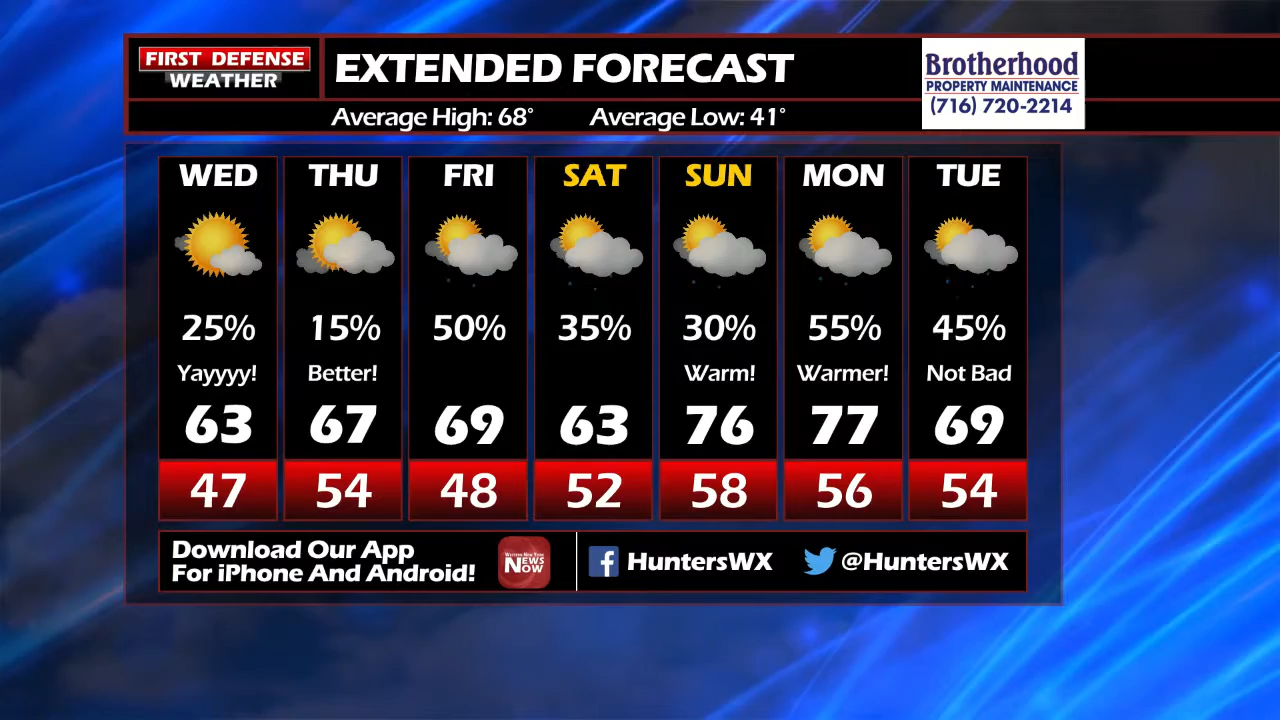 FIRST DEFENSE
WEATHER
EXTENDED FORECAST
Average High: 68° Average Low: 41°
Brotherhood
PROPERTY MAINTENANCE
(716) 720-2214
WED THU FRI SAT SUN MON TUE
25% 15% 50% 35% 30% 55% 45%
Yayyyy! Better! Warm! Warmer! Not Bad
63 67 69 63 76 77 69
47 54 48 52 58 56 54
Download Our App
For iPhone And Android!
WESTERN NEW YORK
NEWS
NOW
HuntersWX
@HuntersWX